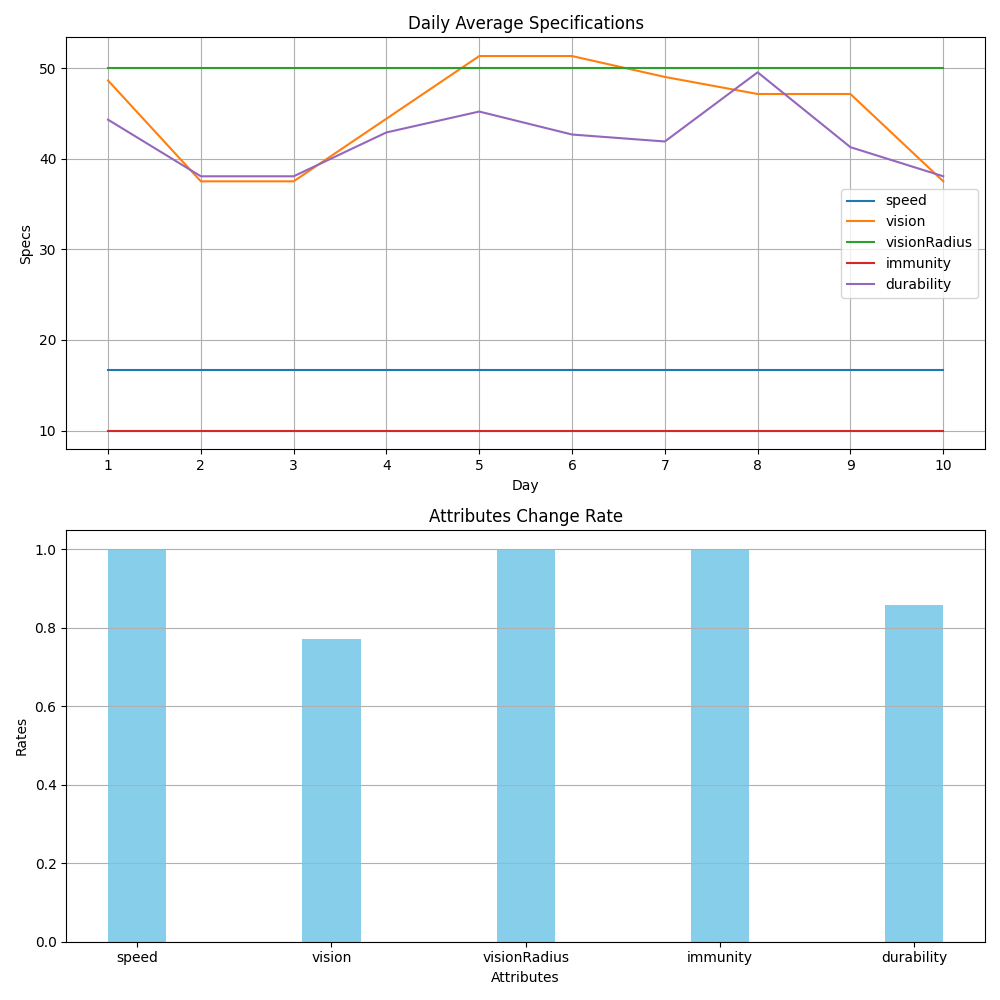 Daily Average Specifications
Specs
50
40
30
20
10
speed
vision
visionRadius
immunity
durability
1 2 3 4 5 6 7 8 9 10
Day
Attributes Change Rate
Rates
1.0
0.8
0.6
0.4
0.2
0.0
speed vision visionRadius immunity durability
Attributes